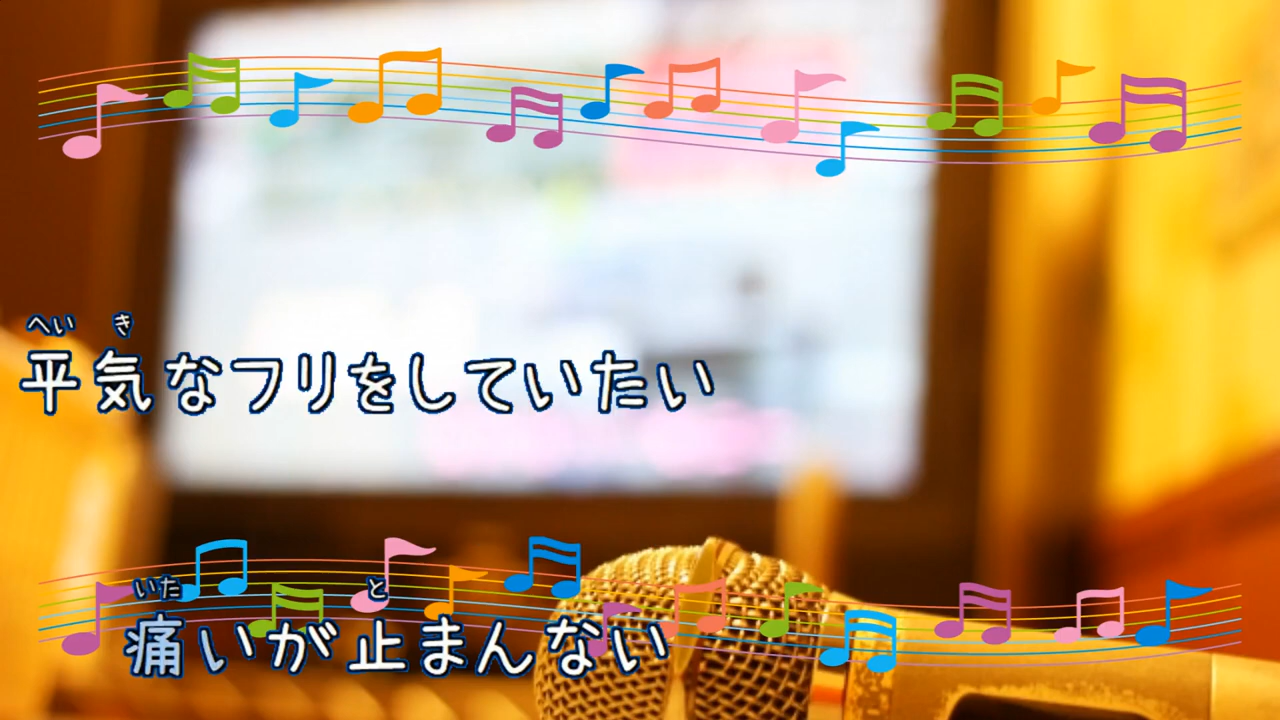 へいき
平気なフリをしていたい
いた と
痛いが止まんない